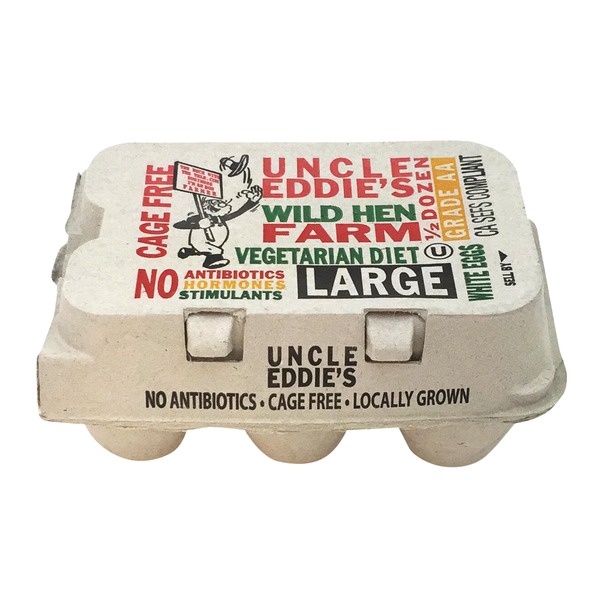 CAGE FREE
UNCLE
EDDIE'S
WILD HEN
FARM
VEGETARIAN DIET
U
½ DOZEN
GRADE AA
CA SEFS COMPLIANT
NO
ANTIBIOTICS
HORMONES
STIMULANTS
LARGE
WHITE EGGS
SELL BY
UNCLE
EDDIE'S
NO ANTIBIOTICS • CAGE FREE • LOCALLY GROWN